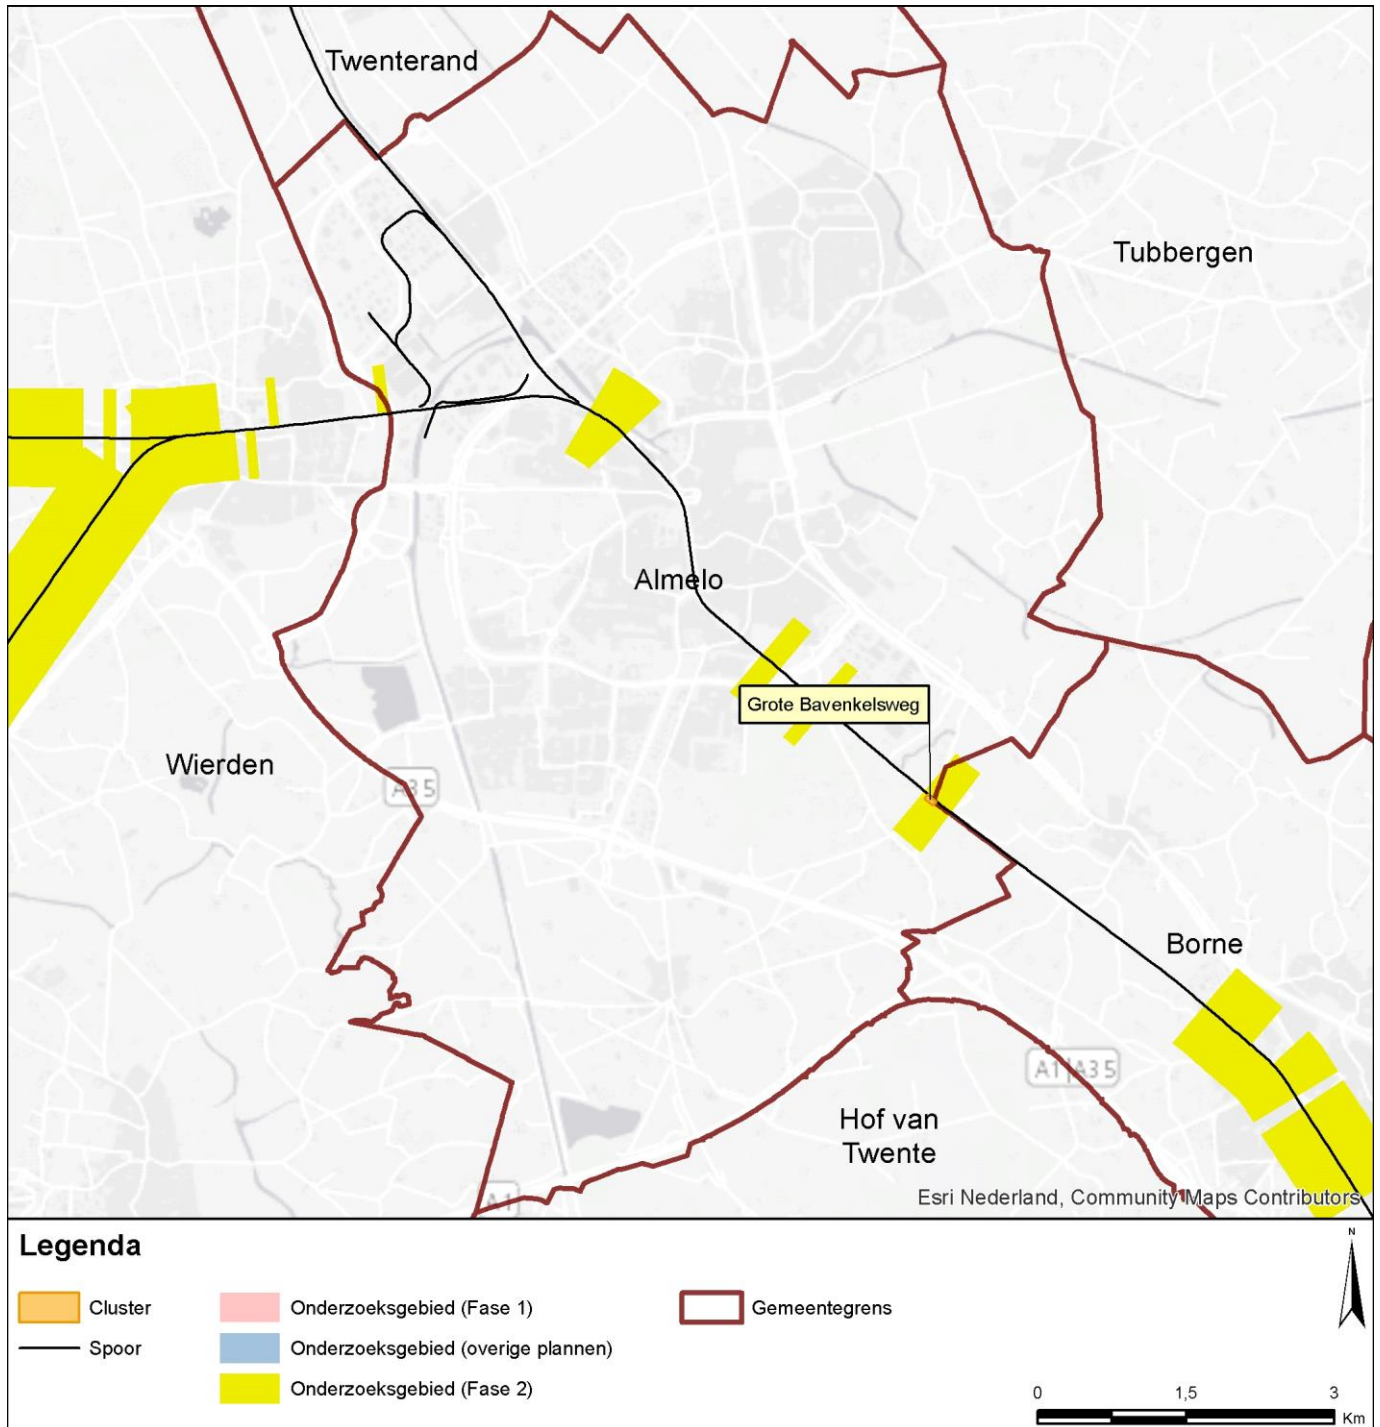 Twenterand
Tubbergen
Almelo
Grote Bavenkelsweg
Wierden
A35
Borne
A1|A35
Hof van
Twente
A1
Esri Nederland, Community Maps Contributors
Legenda
N
Cluster
Onderzoeksgebied (Fase 1)
Gemeentegrens
Spoor
Onderzoeksgebied (overige plannen)
Onderzoeksgebied (Fase 2)
0 1,5 3
Km